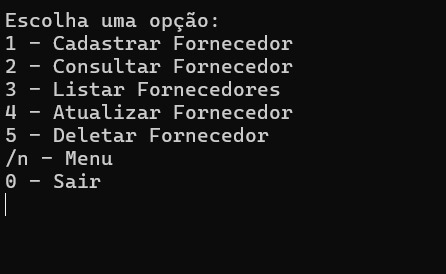 Escolha uma opção:
1 - Cadastrar Fornecedor
2 - Consultar Fornecedor
3 - Listar Fornecedores
4 - Atualizar Fornecedor
5 - Deletar Fornecedor
/n - Menu
0 - Sair